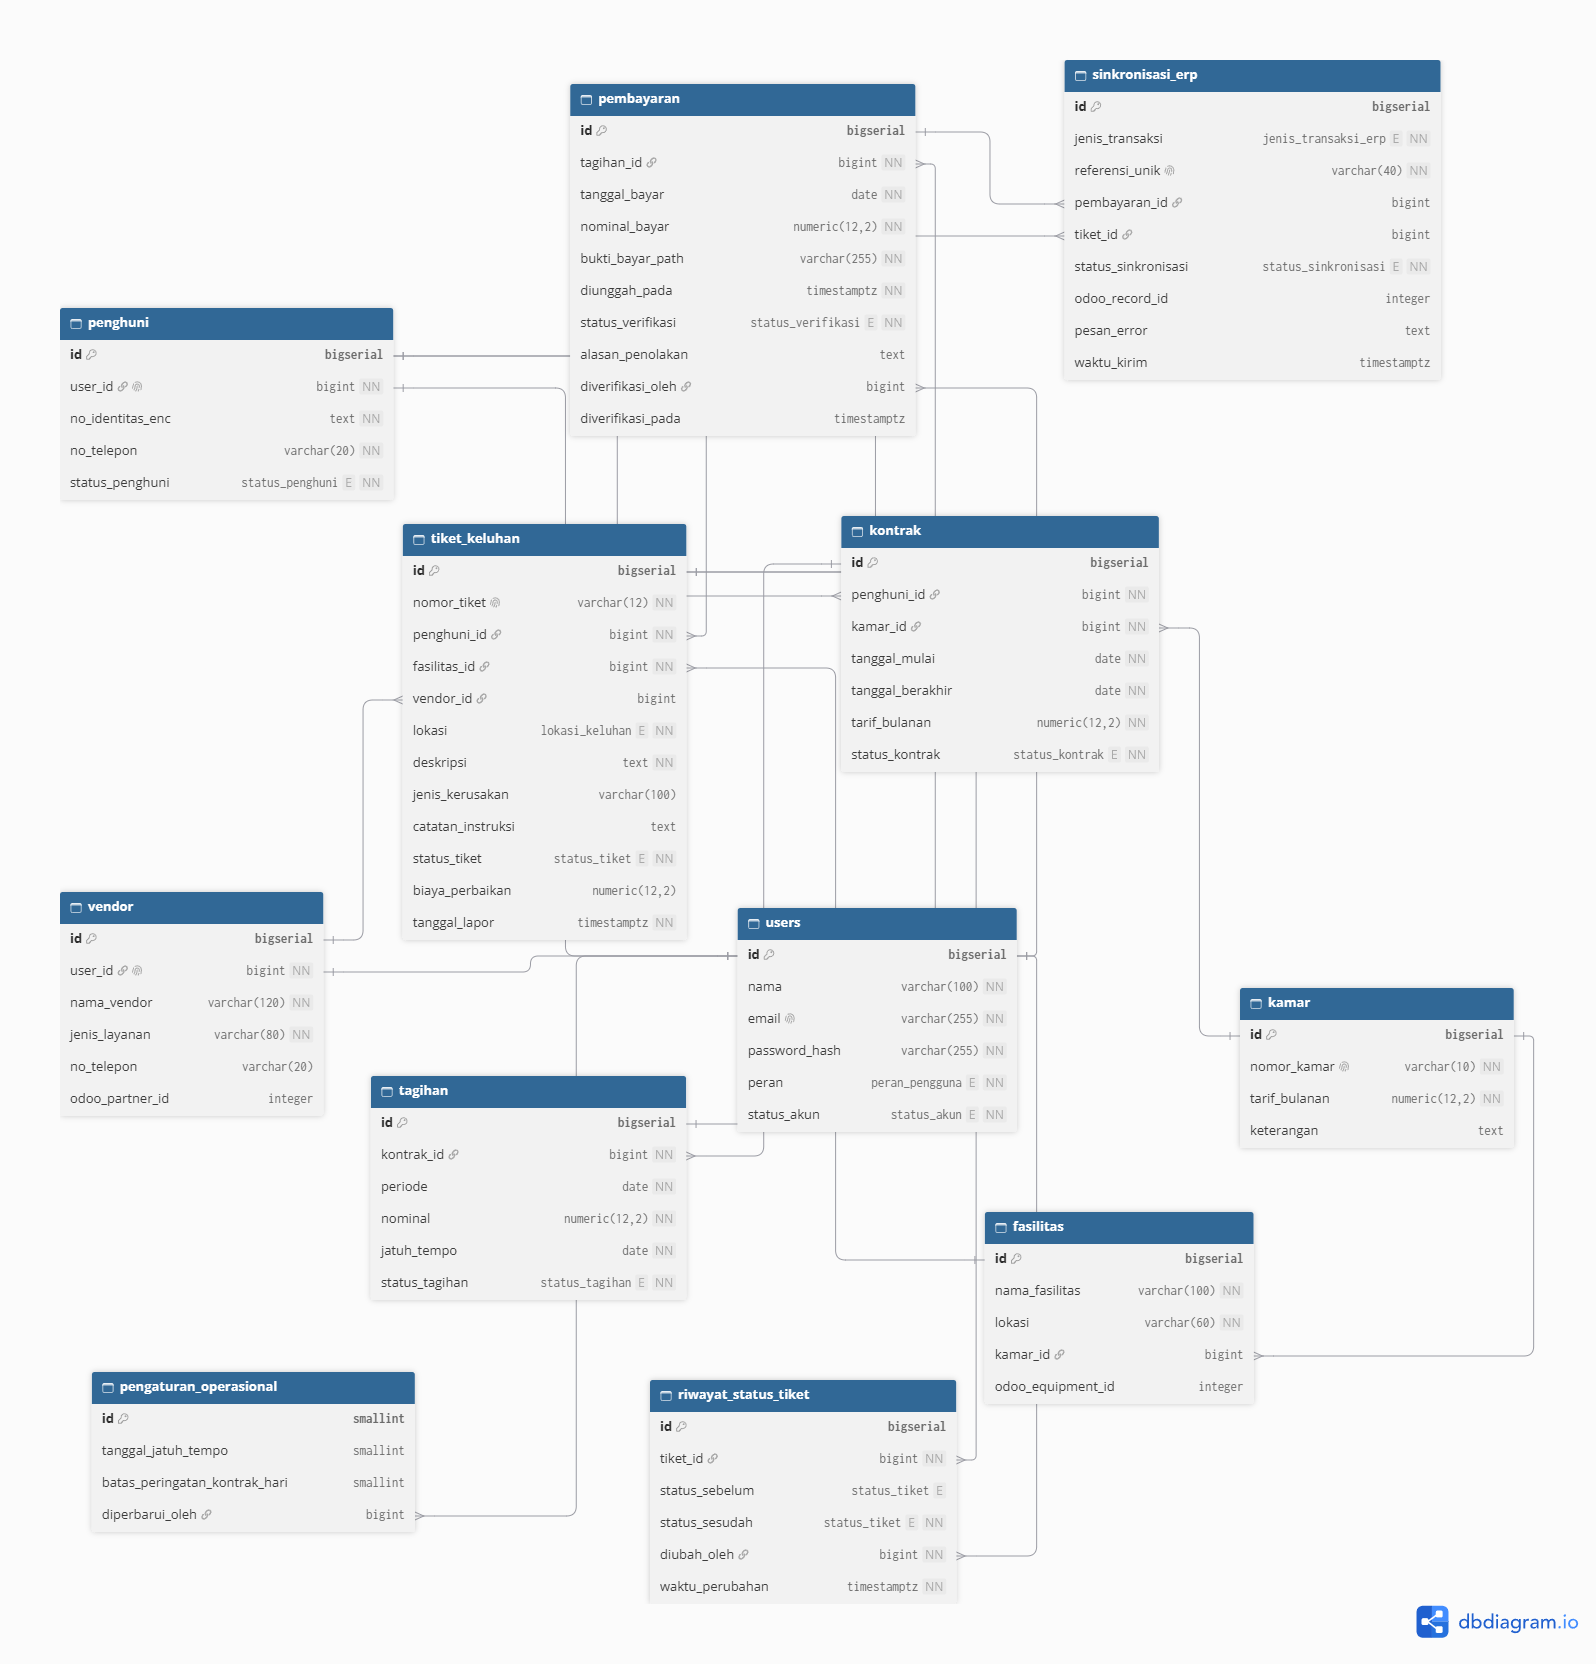 pembayaran
id bigserial
tagihan_id bigint NN
tanggal_bayar date NN
nominal_bayar numeric(12,2) NN
bukti_bayar_path varchar(255) NN
diunggah_pada timestamptz NN
status_verifikasi status_verifikasi E NN
alasan_penolakan text
diverifikasi_oleh bigint
diverifikasi_pada timestamptz
sinkronisasi_erp
id bigserial
jenis_transaksi jenis_transaksi_erp E NN
referensi_unik varchar(40) NN
pembayaran_id bigint
tiket_id bigint
status_sinkronisasi status_sinkronisasi E NN
odoo_record_id integer
pesan_error text
waktu_kirim timestamptz
penghuni
id bigserial
user_id bigint NN
no_identitas_enc text NN
no_telepon varchar(20) NN
status_penghuni status_penghuni E NN
tiket_keluhan
id bigserial
nomor_tiket varchar(12) NN
penghuni_id bigint NN
fasilitas_id bigint NN
vendor_id bigint
lokasi lokasi_keluhan E NN
deskripsi text NN
jenis_kerusakan varchar(100)
catatan_instruksi text
status_tiket status_tiket E NN
biaya_perbaikan numeric(12,2)
tanggal_lapor timestamptz NN
kontrak
id bigserial
penghuni_id bigint NN
kamar_id bigint NN
tanggal_mulai date NN
tanggal_berakhir date NN
tarif_bulanan numeric(12,2) NN
status_kontrak status_kontrak E NN
vendor
id bigserial
user_id bigint NN
nama_vendor varchar(120) NN
jenis_layanan varchar(80) NN
no_telepon varchar(20)
odoo_partner_id integer
users
id bigserial
nama varchar(100) NN
email varchar(255) NN
password_hash varchar(255) NN
peran peran_pengguna E NN
status_akun status_akun E NN
kamar
id bigserial
nomor_kamar varchar(10) NN
tarif_bulanan numeric(12,2) NN
keterangan text
tagihan
id bigserial
kontrak_id bigint NN
periode date NN
nominal numeric(12,2) NN
jatuh_tempo date NN
status_tagihan status_tagihan E NN
fasilitas
id bigserial
nama_fasilitas varchar(100) NN
lokasi varchar(60) NN
kamar_id bigint
odoo_equipment_id integer
pengaturan_operasional
id smallint
tanggal_jatuh_tempo smallint
batas_peringatan_kontrak_hari smallint
diperbarui_oleh bigint
riwayat_status_tiket
id bigserial
tiket_id bigint NN
status_sebelum status_tiket E
status_sesudah status_tiket E NN
diubah_oleh bigint NN
waktu_perubahan timestamptz NN
dbdiagram.io